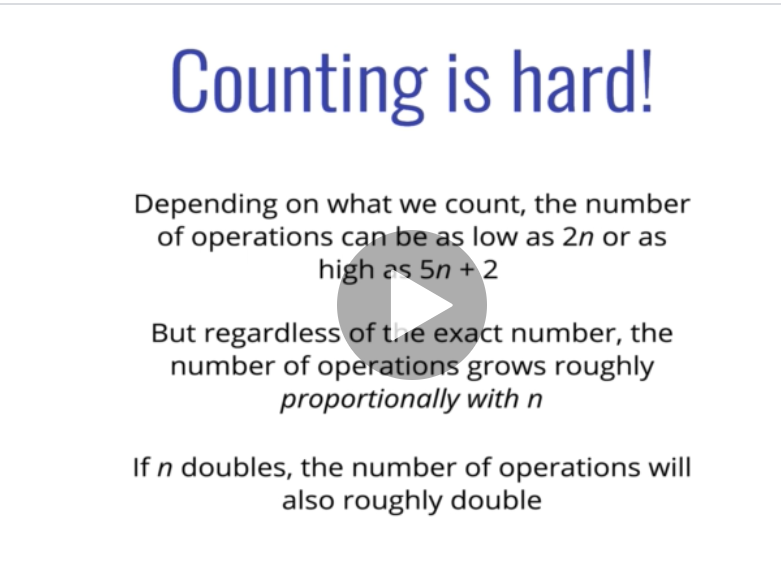 Counting is hard!
Depending on what we count, the number
of operations can be as low as 2n or as
high as 5n + 2
But regardless of the exact number, the
number of operations grows roughly
proportionally with n
If n doubles, the number of operations will
also roughly double